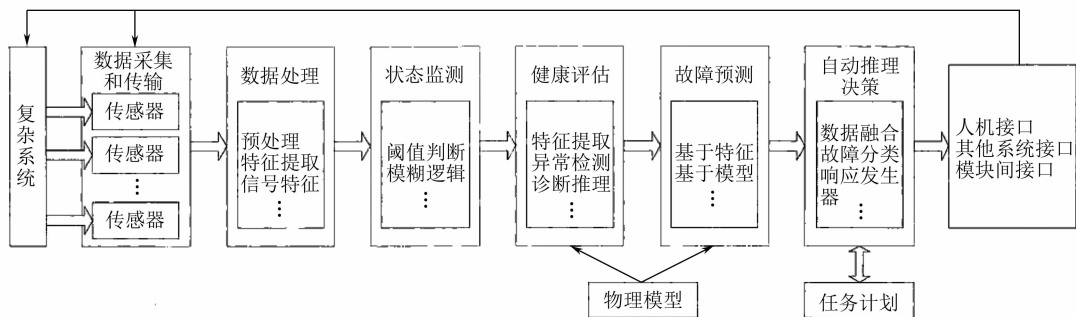 复杂系统
数据采集
和传输
传感器
传感器
⋮
传感器
数据处理
预处理
特征提取
信号特征
⋮
状态监测
阈值判断
模糊逻辑
⋮
健康评估
特征提取
异常检测
诊断推理
⋮
故障预测
基于特征
基于模型
⋮
自动推理
决策
数据融合
故障分类
响应发生
器
⋮
人机接口
其他系统接口
模块间接口
物理模型
任务计划